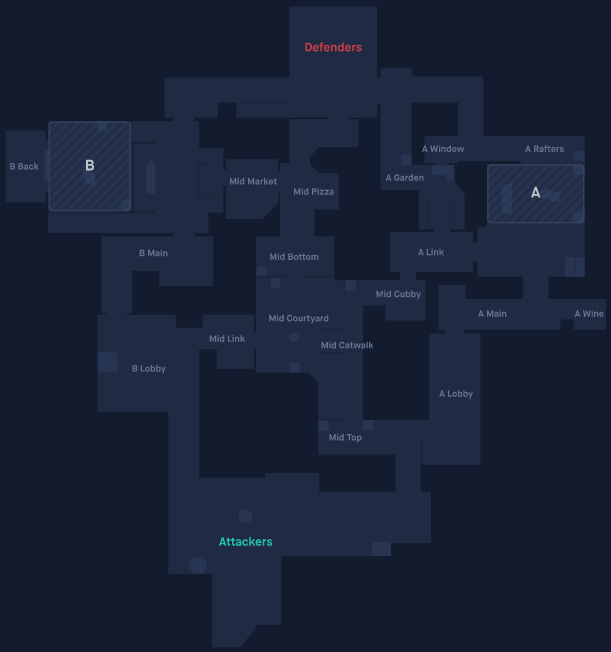 Defenders
A Window
A Rafters
B Back
B
A Garden
Mid Market
Mid Pizza
A
B Main
Mid Bottom
A Link
Mid Cubby
Mid Courtyard
A Main
A Wine
Mid Link
Mid Catwalk
B Lobby
A Lobby
Mid Top
Attackers